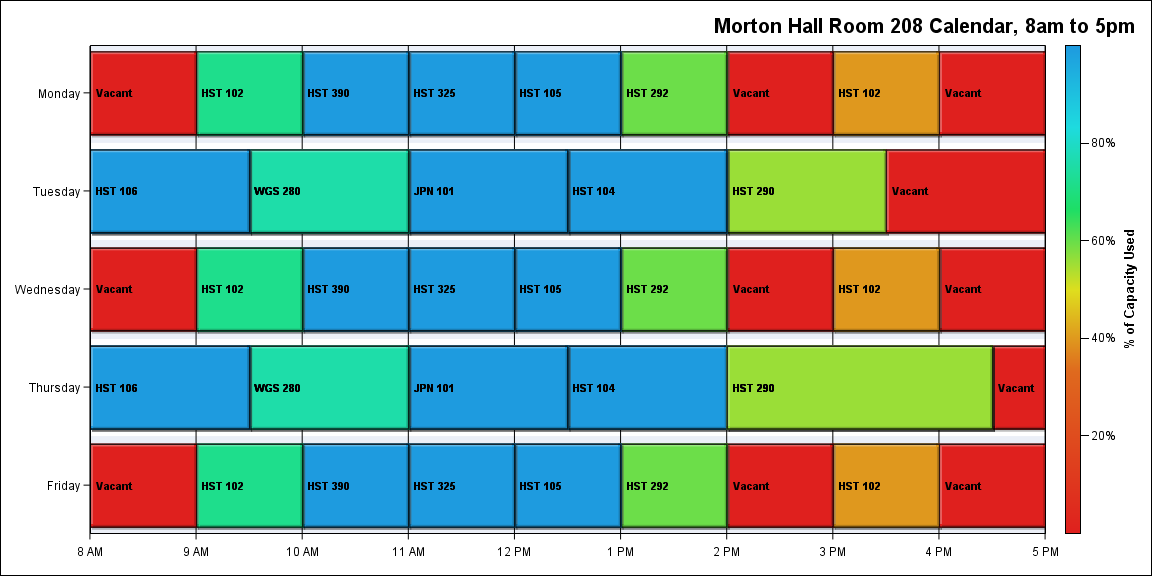 Morton Hall Room 208 Calendar, 8am to 5pm
Monday
Vacant
HST 102
HST 390
HST 325
HST 105
HST 292
Vacant
HST 102
Vacant
Tuesday
HST 106
WGS 280
JPN 101
HST 104
HST 290
Vacant
Wednesday
Vacant
HST 102
HST 390
HST 325
HST 105
HST 292
Vacant
HST 102
Vacant
Thursday
HST 106
WGS 280
JPN 101
HST 104
HST 290
Vacant
Friday
Vacant
HST 102
HST 390
HST 325
HST 105
HST 292
Vacant
HST 102
Vacant
8 AM
9 AM
10 AM
11 AM
12 PM
1 PM
2 PM
3 PM
4 PM
5 PM
80%
60%
40%
20%
% of Capacity Used